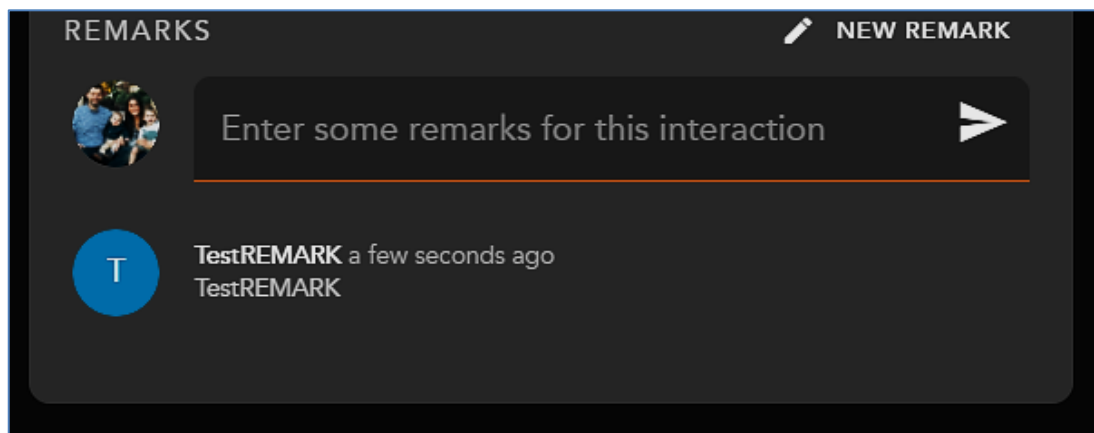 REMARKS
NEW REMARK
Enter some remarks for this interaction
T
TestREMARK a few seconds ago
TestREMARK